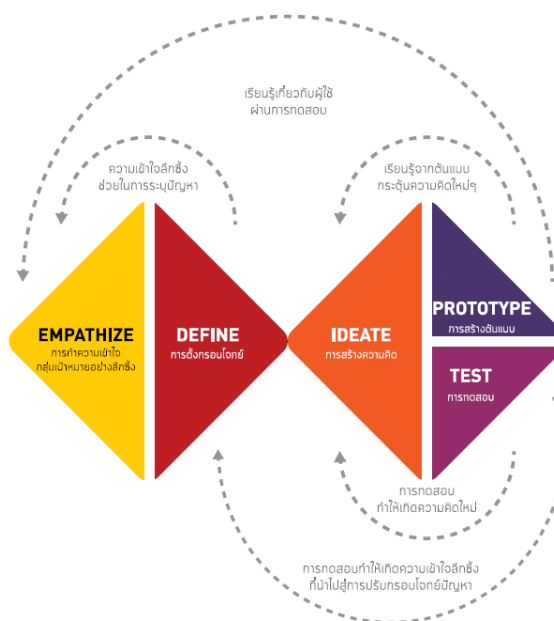 เรียนรู้เกี่ยวกับผู้ใช้
ผ่านการทดสอบ
ความเข้าใจลึกซึ้ง
ช่วยในการระบุปัญหา
เรียนรู้จากต้นแบบ
กระตุ้นความคิดใหม่ๆ
EMPATHIZE
การทำความเข้าใจ
กลุ่มเป้าหมายอย่างลึกซึ้ง
DEFINE
การตั้งกรอบโจทย์
IDEATE
การสร้างความคิด
PROTOTYPE
การสร้างต้นแบบ
TEST
การทดสอบ
การทดสอบ
ทำให้เกิดความคิดใหม่
การทดสอบทำให้เกิดความเข้าใจลึกซึ้ง
ที่นำไปสู่การปรับกรอบโจทย์ปัญหา